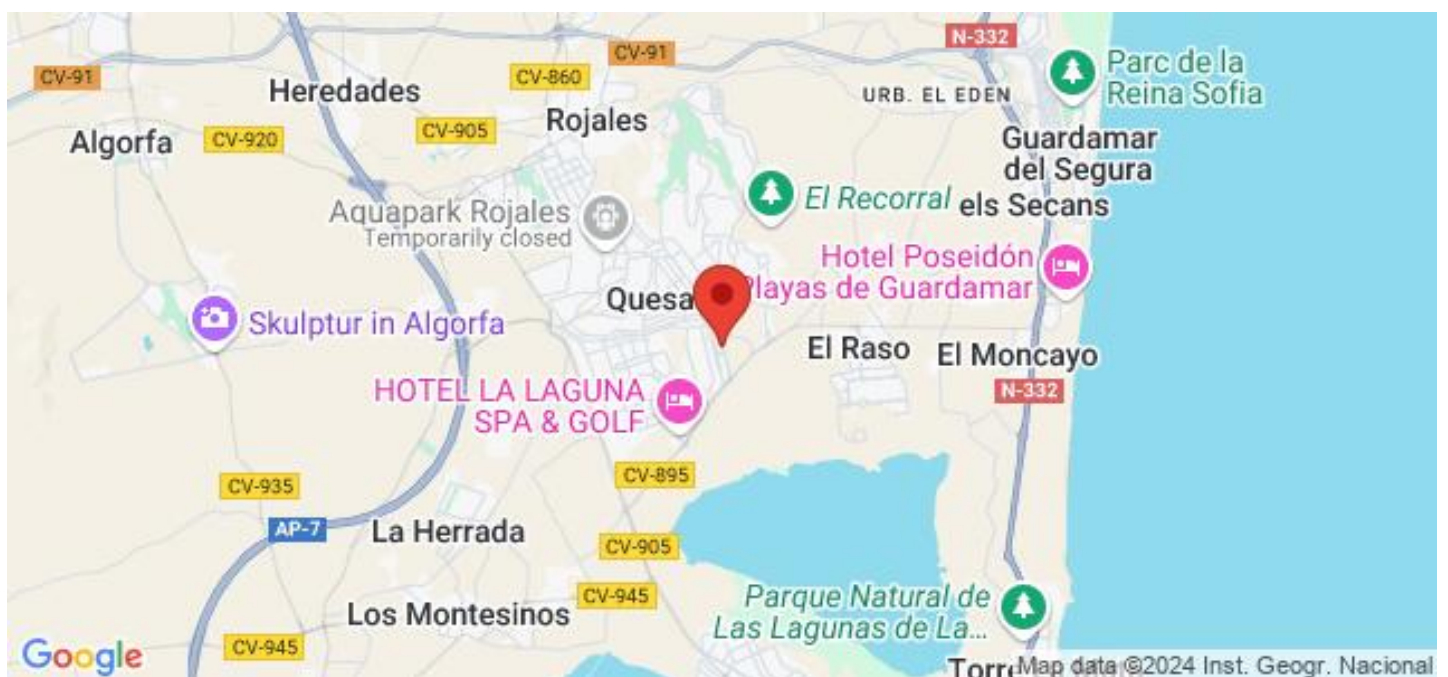 N-332
CV-91
Parc de la
Reina Sofia
CV-91
CV-860
Heredades
URB. EL EDEN
Rojales
CV-905
Algorfa
CV-920
Guardamar
del Segura
El Recorral
els Secans
Aquapark Rojales
Temporarily closed
Hotel Poseidón
Playas de Guardamar
Quesa
Skulptur in Algorfa
El Raso
El Moncayo
HOTEL LA LAGUNA
SPA & GOLF
N-332
CV-895
CV-935
AP-7
La Herrada
CV-905
CV-945
Parque Natural de
Las Lagunas de La...
Los Montesinos
CV-945
Google
Map data ©2024 Inst. Geogr. Nacional